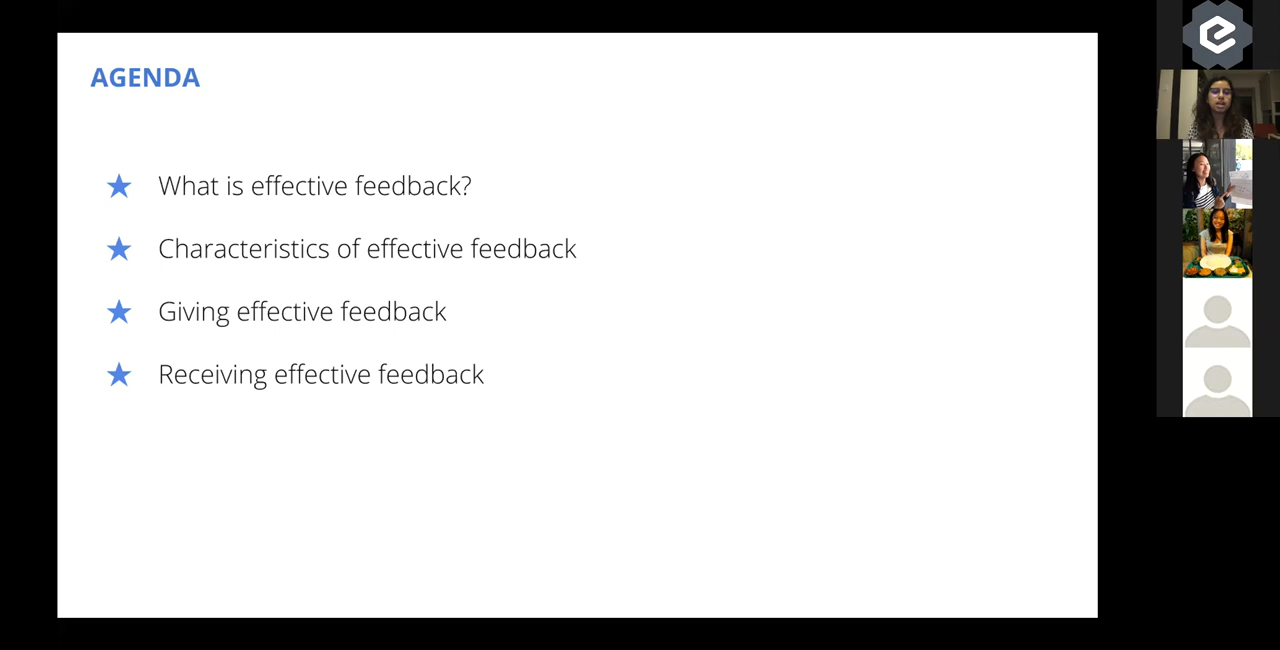 AGENDA
What is effective feedback?
Characteristics of effective feedback
Giving effective feedback
Receiving effective feedback